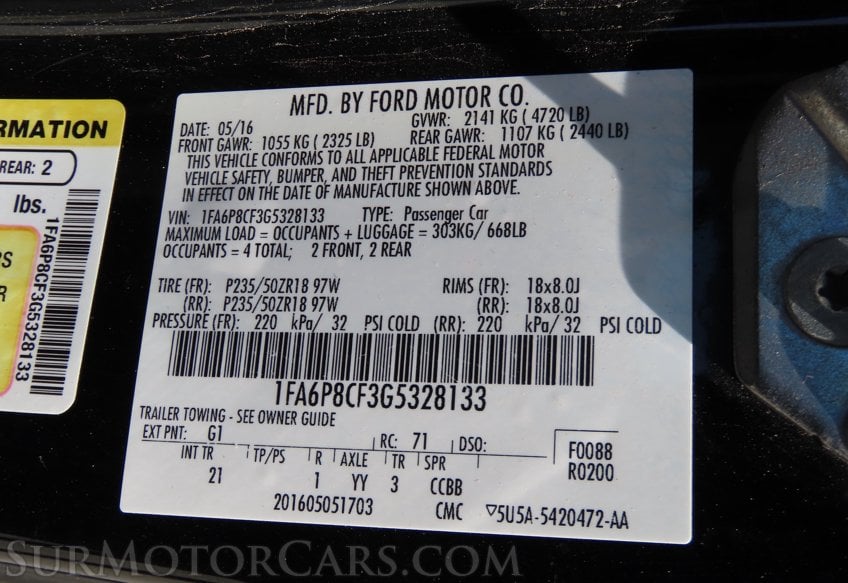 RMATION
REAR: 2
lbs.
RS
R
1FA6P8CF3G5328133
MFD. BY FORD MOTOR CO.
DATE: 05/16 GVWR: 2141 KG ( 4720 LB)
FRONT GAWR: 1055 KG ( 2325 LB) REAR GAWR: 1107 KG ( 2440 LB)
THIS VEHICLE CONFORMS TO ALL APPLICABLE FEDERAL MOTOR
VEHICLE SAFETY, BUMPER, AND THEFT PREVENTION STANDARDS
IN EFFECT ON THE DATE OF MANUFACTURE SHOWN ABOVE.
VIN: 1FA6P8CF3G5328133 TYPE: Passenger Car
MAXIMUM LOAD = OCCUPANTS + LUGGAGE = 303KG/ 668LB
OCCUPANTS = 4 TOTAL; 2 FRONT, 2 REAR
TIRE (FR): P235/50ZR18 97W RIMS (FR): 18x8.0J
(RR): P235/50ZR18 97W (RR): 18x8.0J
PRESSURE (FR): 220 kPa/ 32 PSI COLD (RR): 220 kPa/ 32 PSI COLD
1FA6P8CF3G5328133
TRAILER TOWING - SEE OWNER GUIDE
EXT PNT: G1 RC: 71 DSO: F0088
R0200
INT TR TP/PS R AXLE TR SPR
21 1 YY 3 CCBB
201605051703 CMC ▽5U5A-5420472-AA
SURMOTORCARS.COM